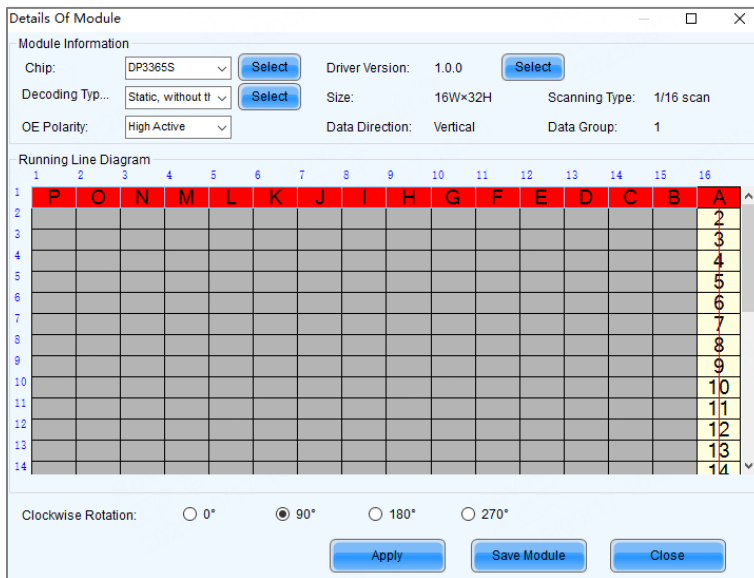 Details Of Module
Module Information
Chip: DP3365S Select Driver Version: 1.0.0 Select
Decoding Typ... Static, without th Select Size: 16W×32H Scanning Type: 1/16 scan
OE Polarity: High Active Data Direction: Vertical Data Group: 1
Running Line Diagram
1 2 3 4 5 6 7 8 9 10 11 12 13 14 15 16
1 P O N M L K J I H G F E D C B A
2 2
3 3
4 4
5 5
6 6
7 7
8 8
9 9
10 10
11 11
12 12
13 13
14 14
Clockwise Rotation: 0° 90° 180° 270°
Apply Save Module Close